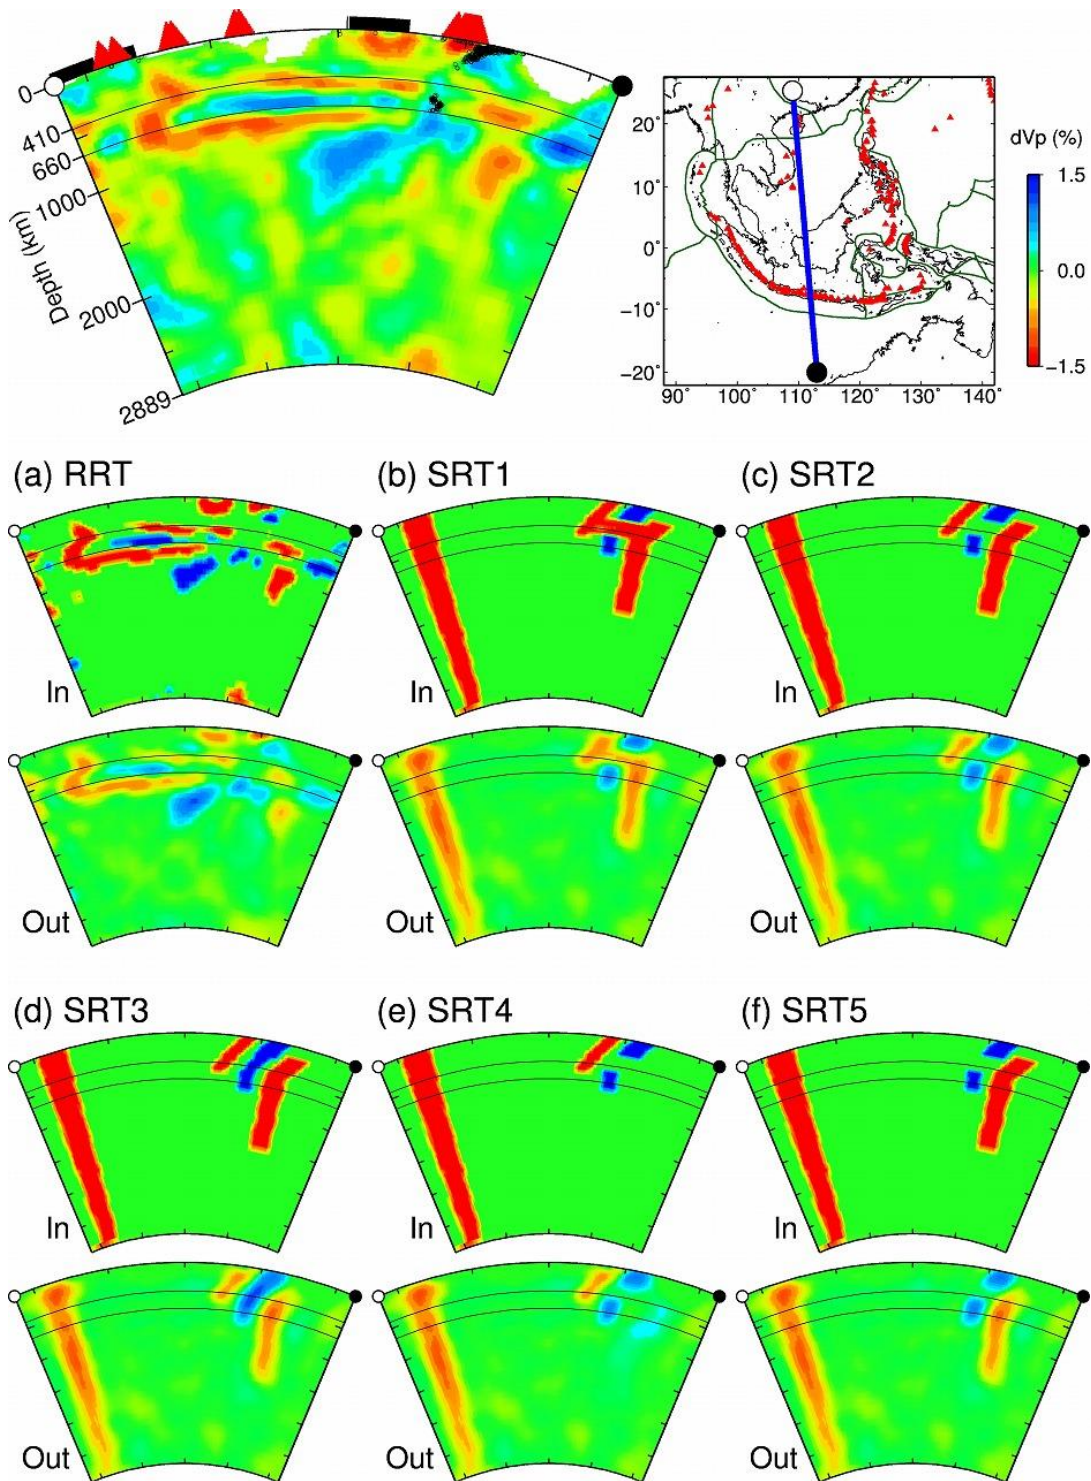 0
410
660
1000
2000
2889
Depth (km)
20°
10°
0°
−10°
−20°
90° 100° 110° 120° 130° 140°
dVp (%)
1.5
0.0
−1.5
(a) RRT
(b) SRT1
(c) SRT2
In
In
In
Out
Out
Out
(d) SRT3
(e) SRT4
(f) SRT5
In
In
In
Out
Out
Out